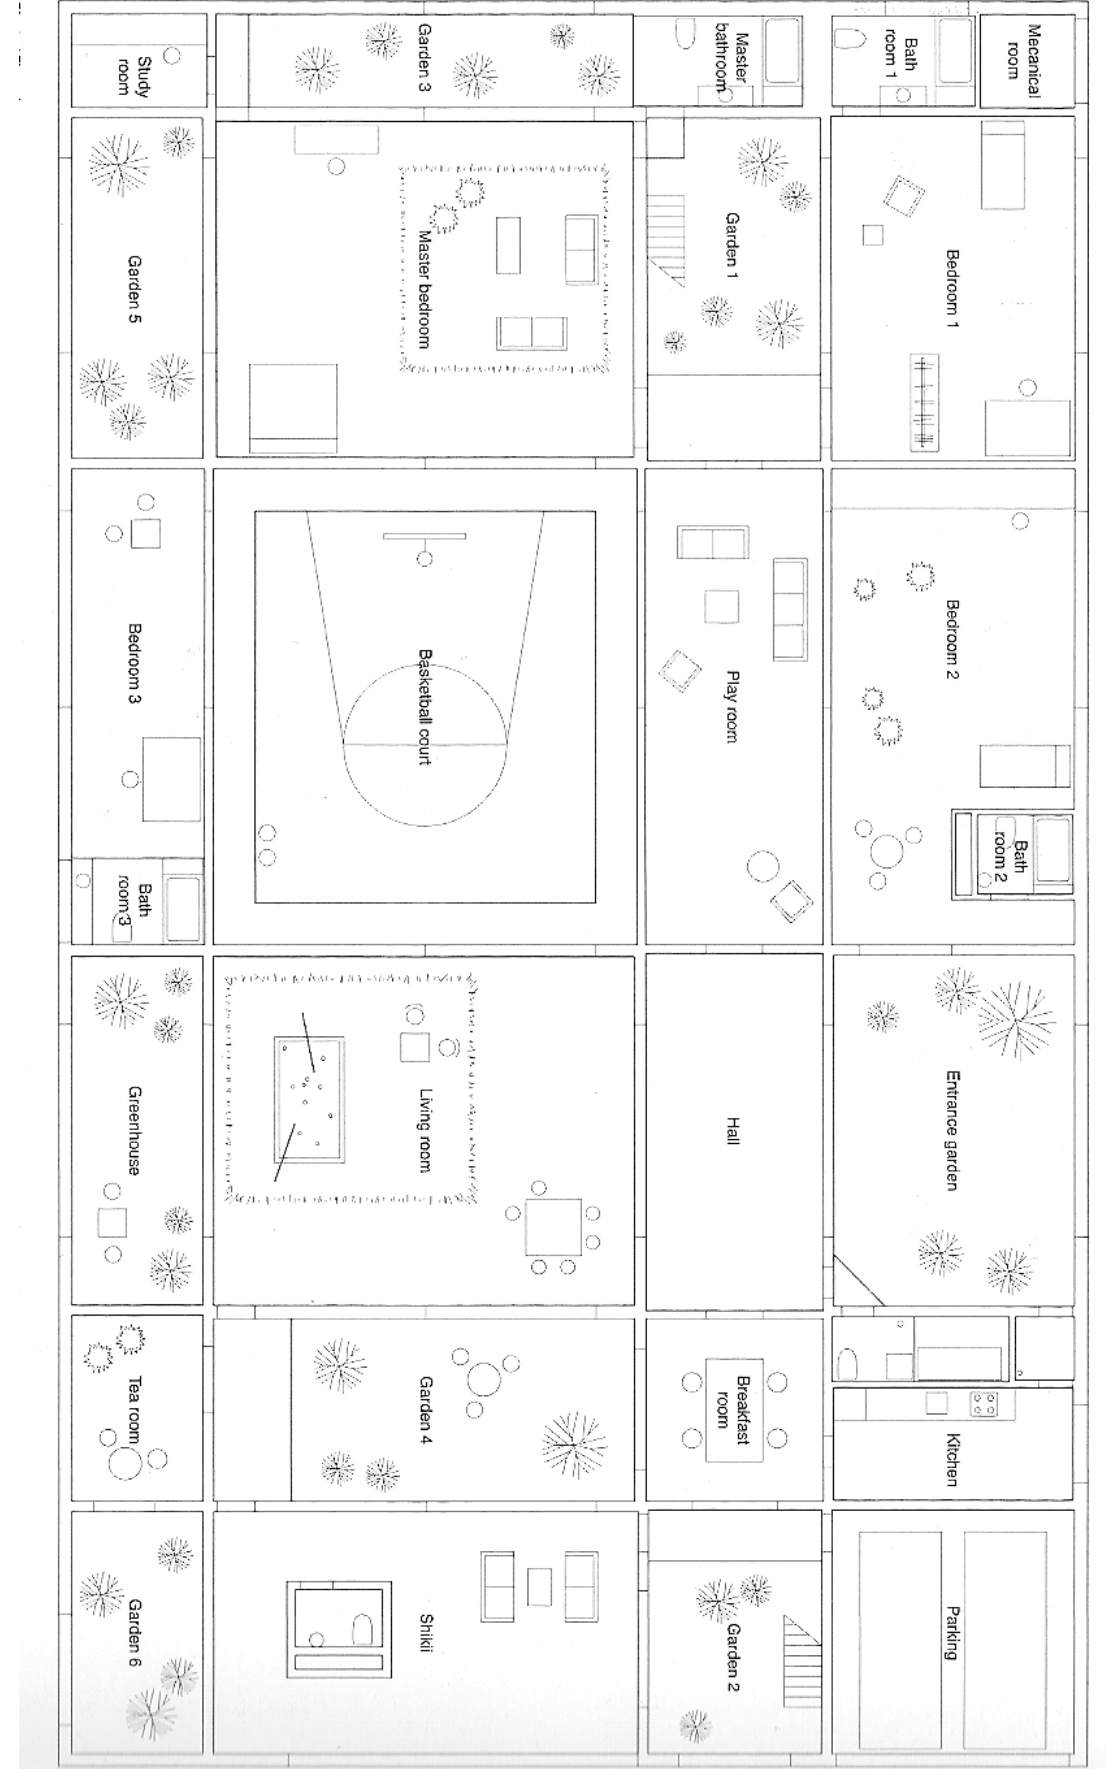 Mecanical
room
Bath
room 1
Bedroom 1
Bedroom 2
Bath
room 2
Entrance garden
Kitchen
Parking
Master
bathroom
Garden 1
Play room
Hall
Breakfast
room
Garden 2
Garden 3
Master bedroom
Basketball court
Living room
Garden 4
Shikii
Study
room
Garden 5
Bedroom 3
Bath
room 3
Greenhouse
Tea room
Garden 6